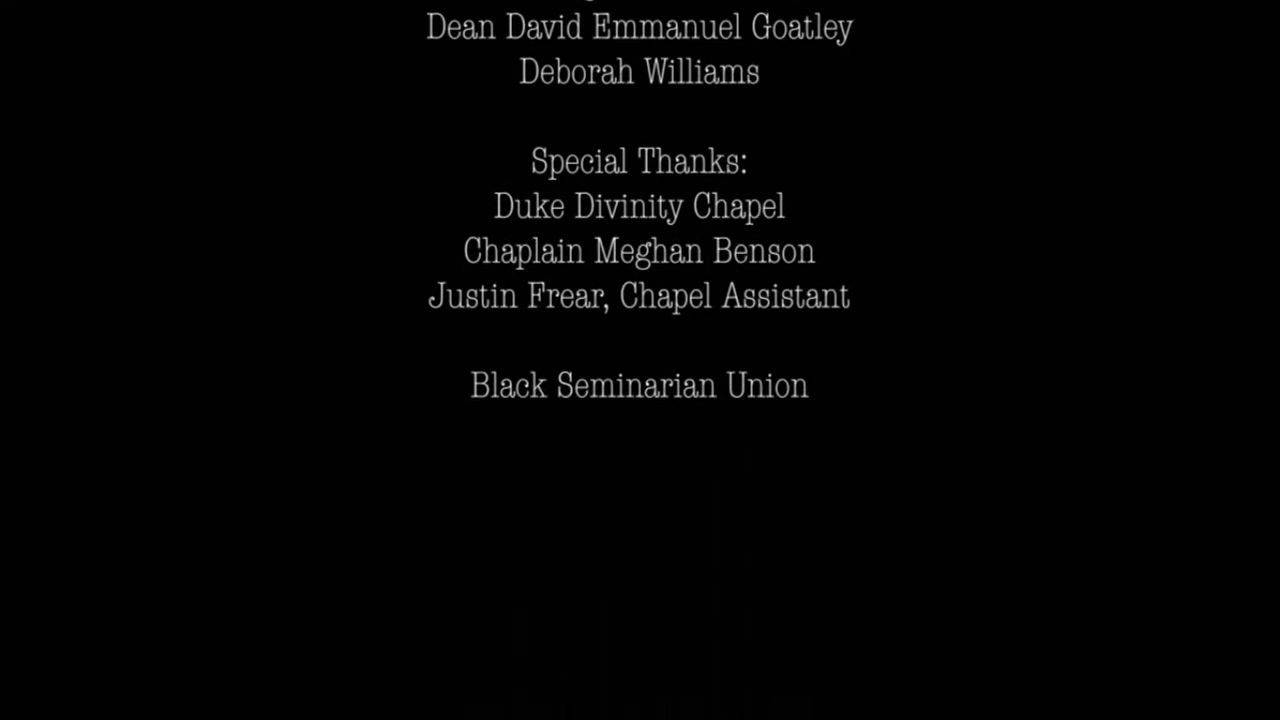 Dean David Emmanuel Goatley
Deborah Williams
Special Thanks:
Duke Divinity Chapel
Chaplain Meghan Benson
Justin Frear, Chapel Assistant
Black Seminarian Union